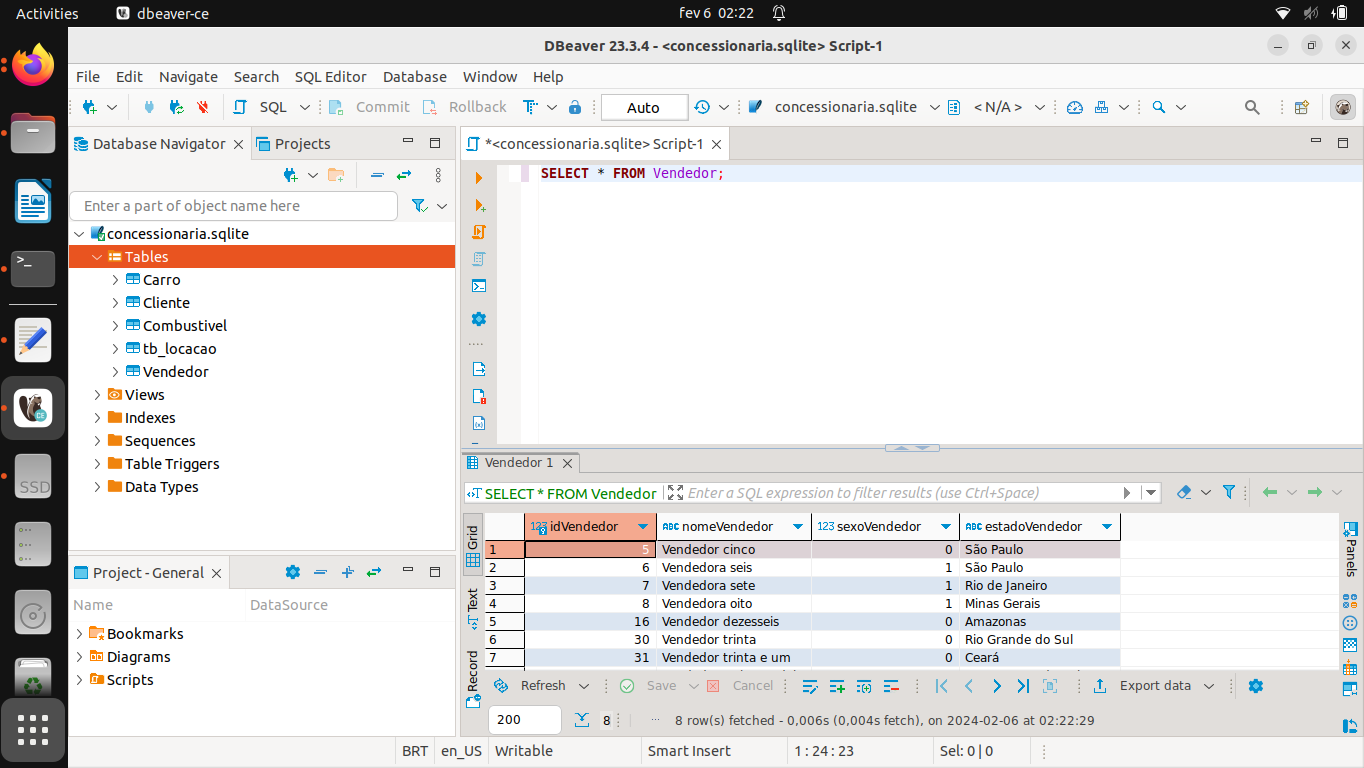 Activities dbeaver-ce fev 6 02:22
DBeaver 23.3.4 - <concessionaria.sqlite> Script-1
File Edit Navigate Search SQL Editor Database Window Help
SQL Commit Rollback Auto concessionaria.sqlite < N/A >
Database Navigator Projects
*<concessionaria.sqlite> Script-1
Enter a part of object name here
SELECT * FROM Vendedor;
concessionaria.sqlite
Tables
Carro
Cliente
Combustivel
tb_locacao
Vendedor
Views
Indexes
Sequences
Table Triggers
Data Types
Project - General
Name DataSource
Bookmarks
Diagrams
Scripts
SSD
Vendedor 1
SELECT * FROM Vendedor Enter a SQL expression to filter results (use Ctrl+Space)
Grid
Text
Record
123 idVendedor ABC nomeVendedor 123 sexoVendedor ABC estadoVendedor
1 5 Vendedor cinco 0 São Paulo
2 6 Vendedora seis 1 São Paulo
3 7 Vendedora sete 1 Rio de Janeiro
4 8 Vendedora oito 1 Minas Gerais
5 16 Vendedor dezesseis 0 Amazonas
6 30 Vendedor trinta 0 Rio Grande do Sul
7 31 Vendedor trinta e um 0 Ceará
Panels
Refresh Save Cancel Export data
200 8 8 row(s) fetched - 0,006s (0,004s fetch), on 2024-02-06 at 02:22:29
BRT en_US Writable Smart Insert 1 : 24 : 23 Sel: 0 | 0